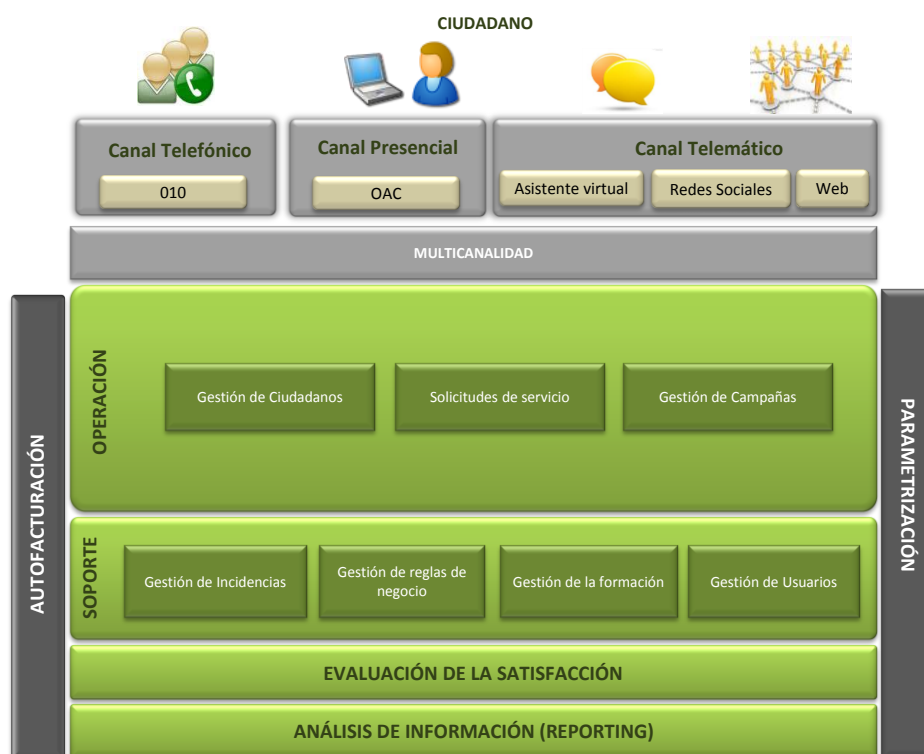 CIUDADANO
Canal Telefónico
010
Canal Presencial
OAC
Canal Telemático
Asistente virtual
Redes Sociales
Web
MULTICANALIDAD
AUTOFACTURACIÓN
OPERACIÓN
Gestión de Ciudadanos
Solicitudes de servicio
Gestión de Campañas
PARAMETRIZACIÓN
SOPORTE
Gestión de Incidencias
Gestión de reglas de
negocio
Gestión de la formación
Gestión de Usuarios
EVALUACIÓN DE LA SATISFACCIÓN
ANÁLISIS DE INFORMACIÓN (REPORTING)